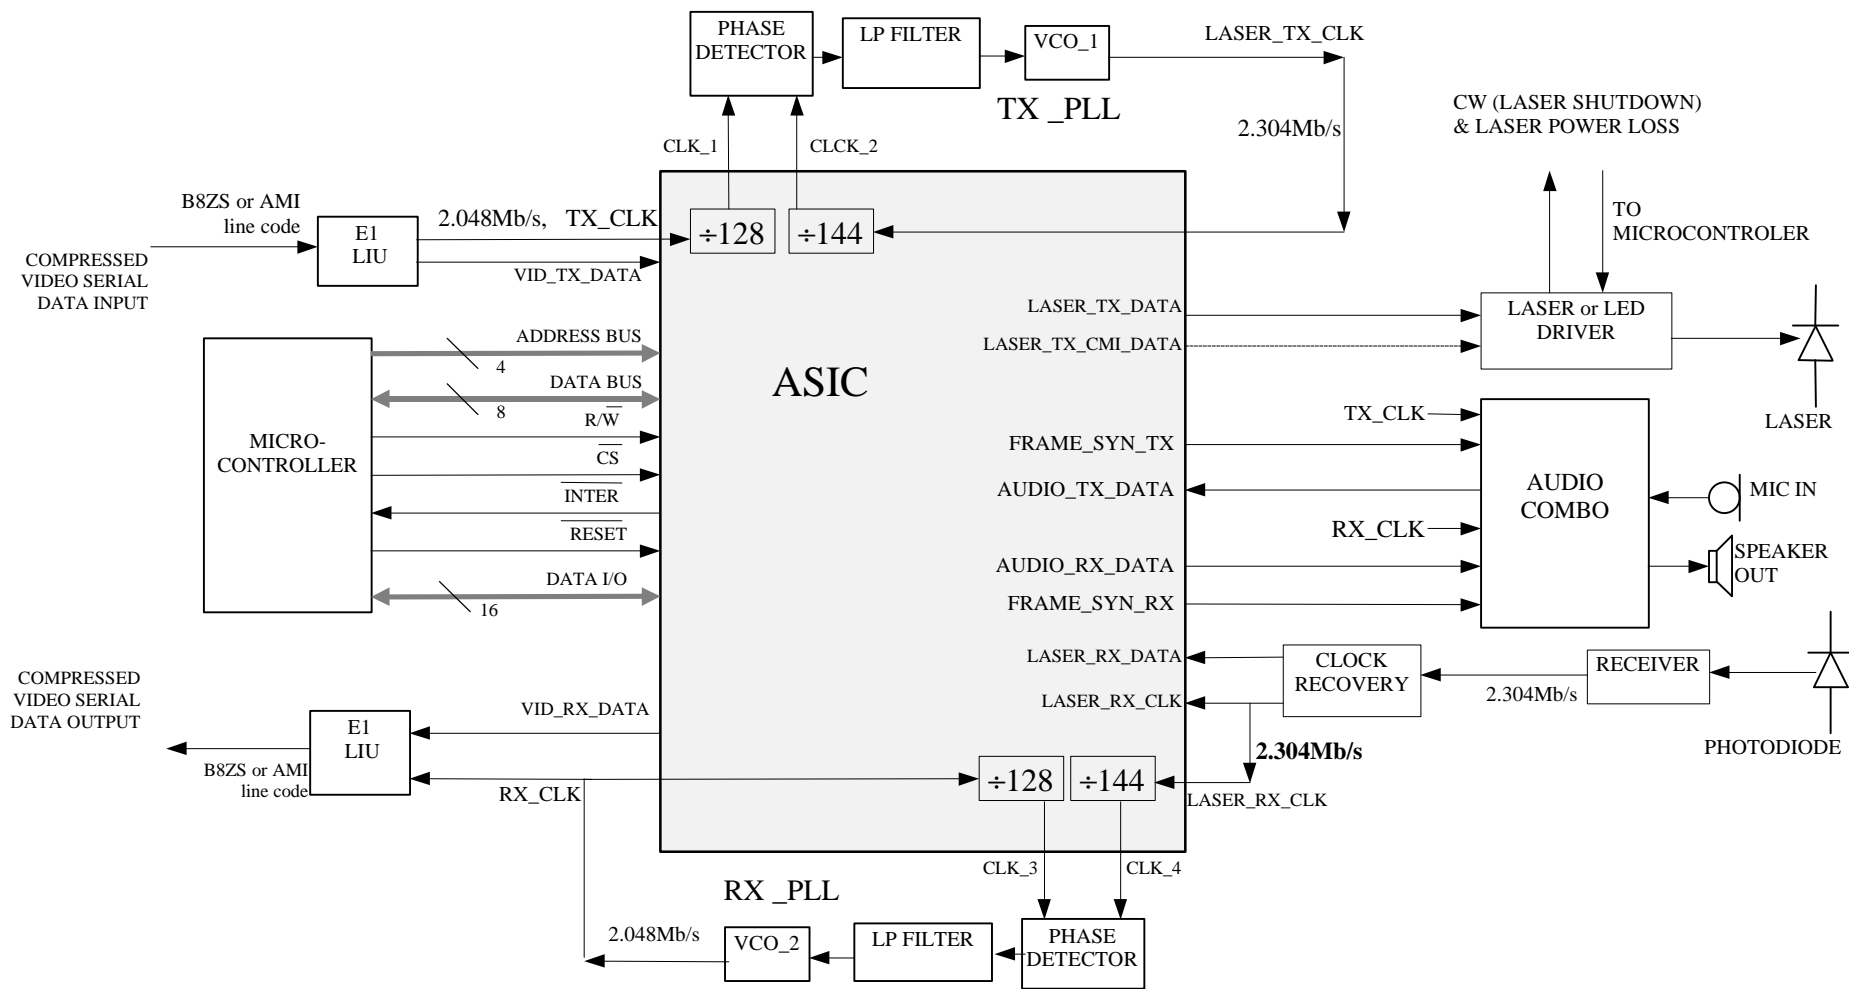 PHASE
DETECTOR
LP FILTER
VCO_1
LASER_TX_CLK
TX _PLL
2.304Mb/s
CW (LASER SHUTDOWN)
& LASER POWER LOSS
CLK_1
CLCK_2
B8ZS or AMI
line code
E1
LIU
2.048Mb/s, TX_CLK
÷128
÷144
TO
MICROCONTROLER
COMPRESSED
VIDEO SERIAL
DATA INPUT
VID_TX_DATA
LASER_TX_DATA
LASER or LED
DRIVER
ADDRESS BUS
4
LASER_TX_CMI_DATA
ASIC
DATA BUS
8
TX_CLK
LASER
R/W
MICRO-
CONTROLLER
CS
FRAME_SYN_TX
INTER
AUDIO_TX_DATA
AUDIO
COMBO
MIC IN
RESET
RX_CLK
SPEAKER
OUT
DATA I/O
16
AUDIO_RX_DATA
FRAME_SYN_RX
LASER_RX_DATA
CLOCK
RECOVERY
RECEIVER
2.304Mb/s
COMPRESSED
VIDEO SERIAL
DATA OUTPUT
LASER_RX_CLK
VID_RX_DATA
E1
LIU
2.304Mb/s
PHOTODIODE
B8ZS or AMI
line code
RX_CLK
÷128
÷144
LASER_RX_CLK
CLK_3
CLK_4
RX _PLL
2.048Mb/s
VCO_2
LP FILTER
PHASE
DETECTOR